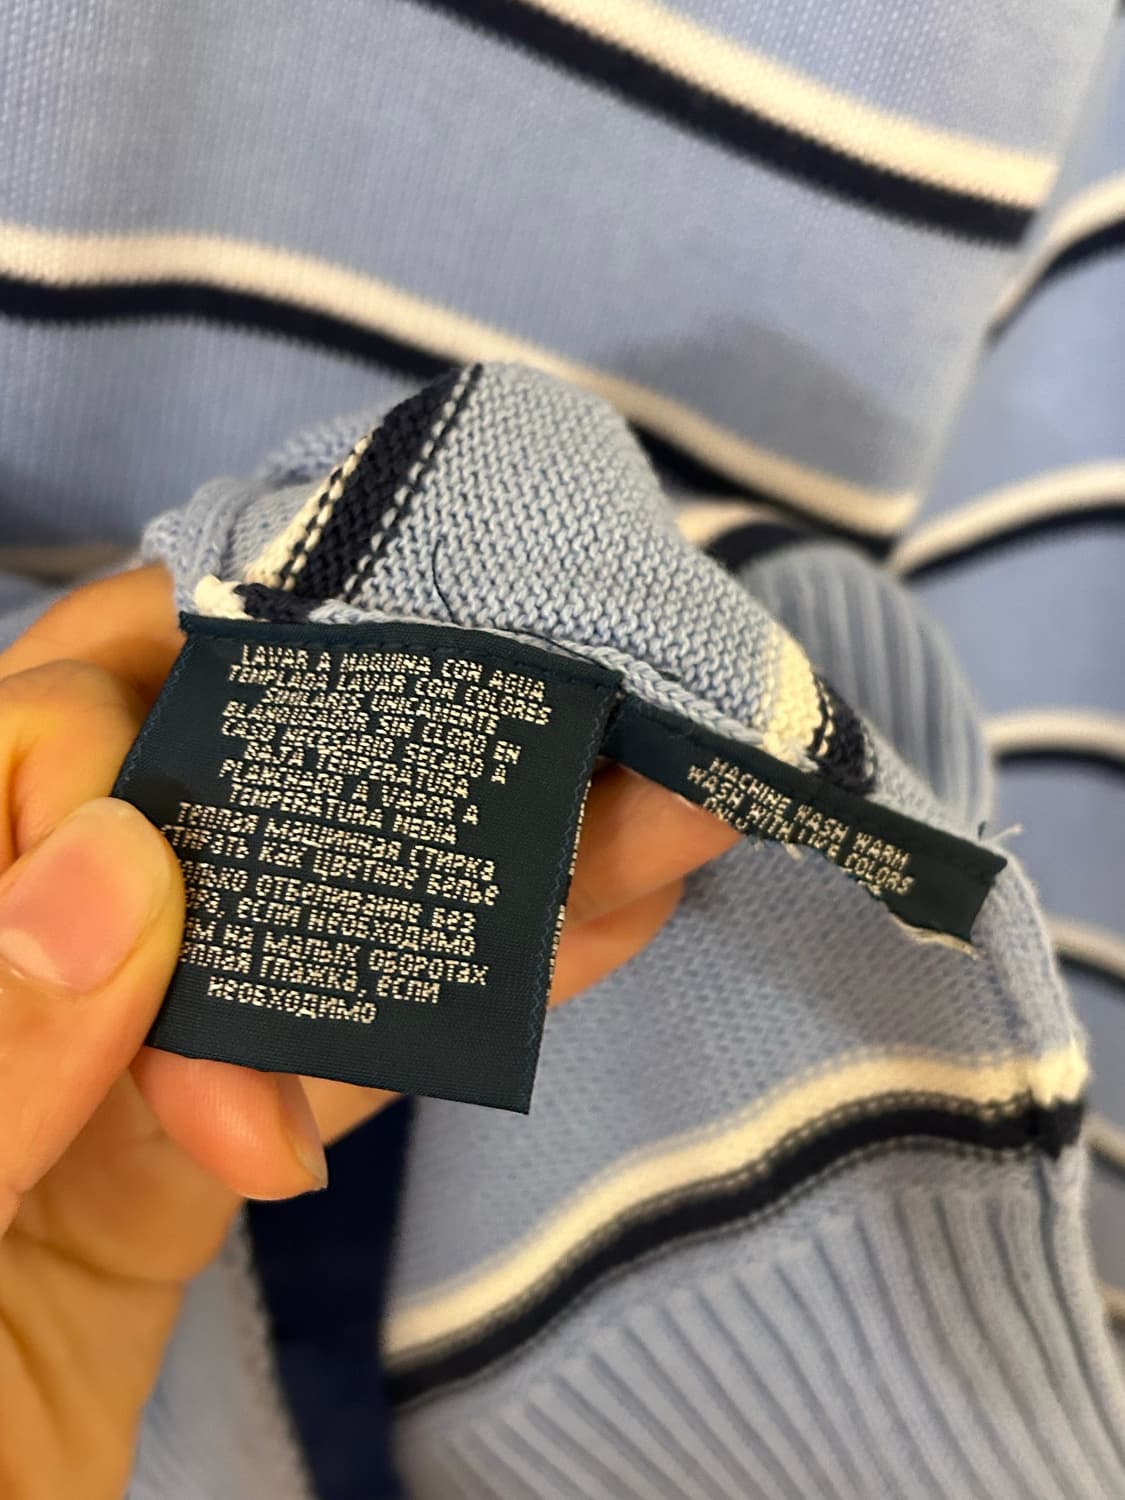 LAVAR A MAQUINA CON AGUA
TEMPLADA LAVAR CON COLORES
SIMILARES UNICAMENTE
BLANQUEADOR SIN CLORO EN
CASO NECESARIO SECADO A
BAJA TEMPERATURA
PLANCHADO A VAPOR A
TEMPERATURA MEDIA
ТЕПЛАЯ МАШИННАЯ СТИРКА
СТИРАТЬ КАК ЦВЕТНОЕ БЕЛЬЕ
ОТБЕЛИВАНИЕ БЕЗ
ЕСЛИ НЕОБХОДИМО
НА МАЛЫХ ОБОРОТАХ
ГЛАЖКА, ЕСЛИ
НЕОБХОДИМО
MACHINE WASH WARM
WASH WITH LIKE COLORS